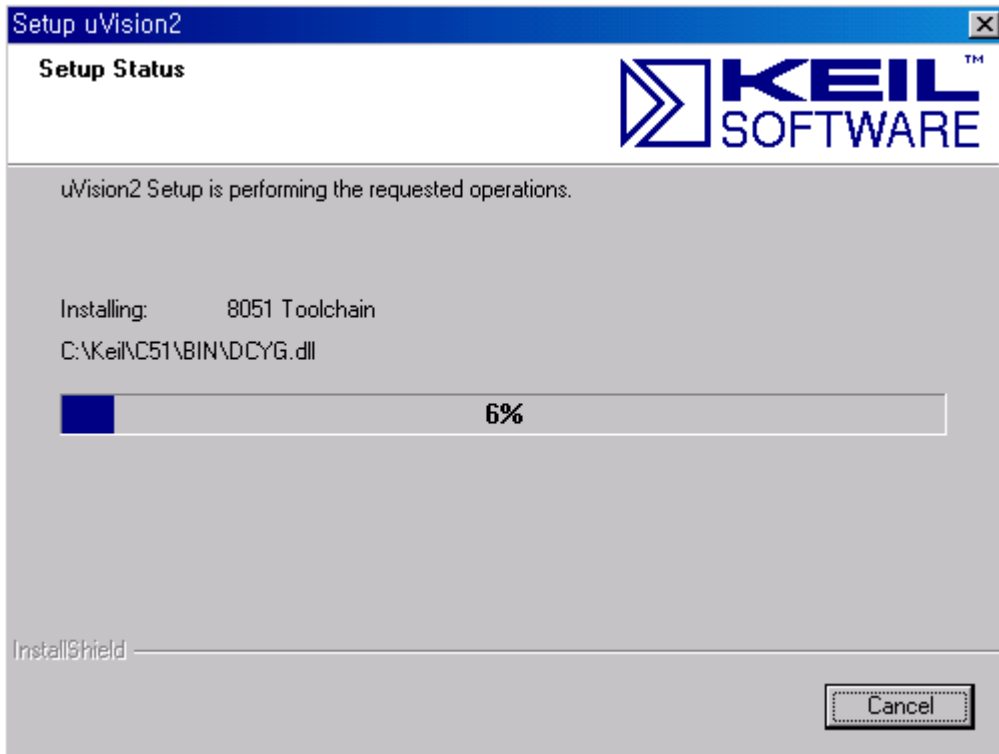 Setup uVision2
Setup Status
KEIL™
SOFTWARE
uVision2 Setup is performing the requested operations.
Installing: 8051 Toolchain
C:\Keil\C51\BIN\DCYG.dll
6%
InstallShield
Cancel